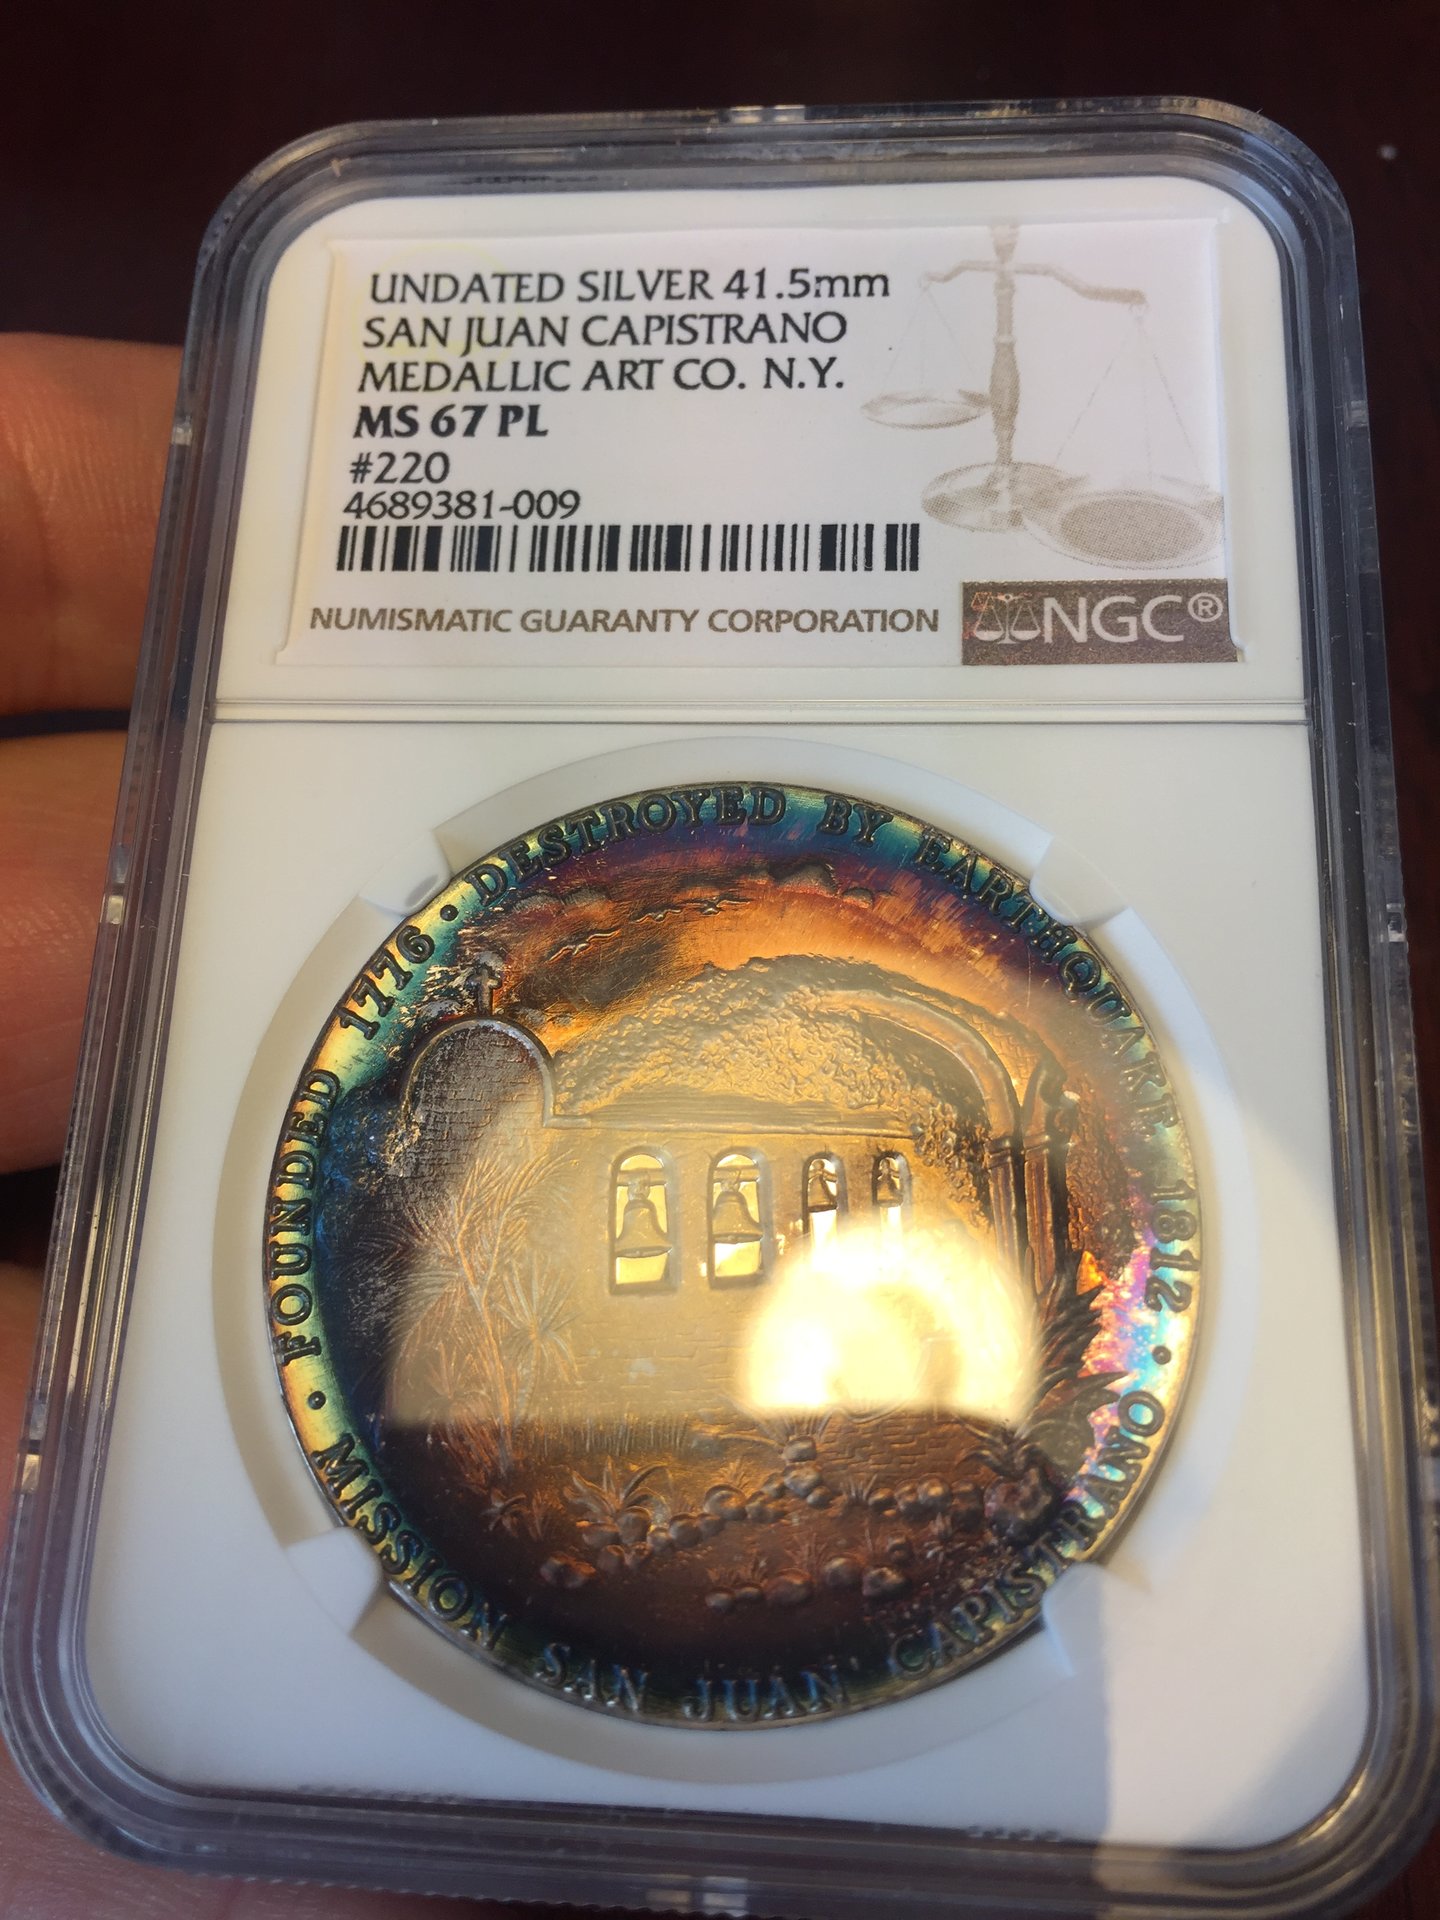 UNDATED SILVER 41.5mm
SAN JUAN CAPISTRANO
MEDALLIC ART CO. N.Y.
MS 67 PL
#220
4689381-009
NUMISMATIC GUARANTY CORPORATION
NGC®
• FOUNDED 1776 • DESTROYED BY EARTHQUAKE 1812 •
MISSION SAN JUAN CAPISTRANO